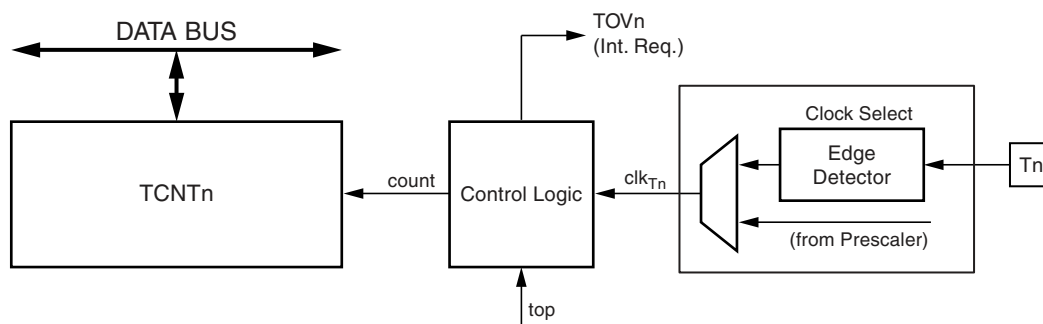 DATA BUS
TOVn
(Int. Req.)
Clock Select
TCNTn
count
Control Logic
clkTn
Edge
Detector
Tn
(from Prescaler)
top